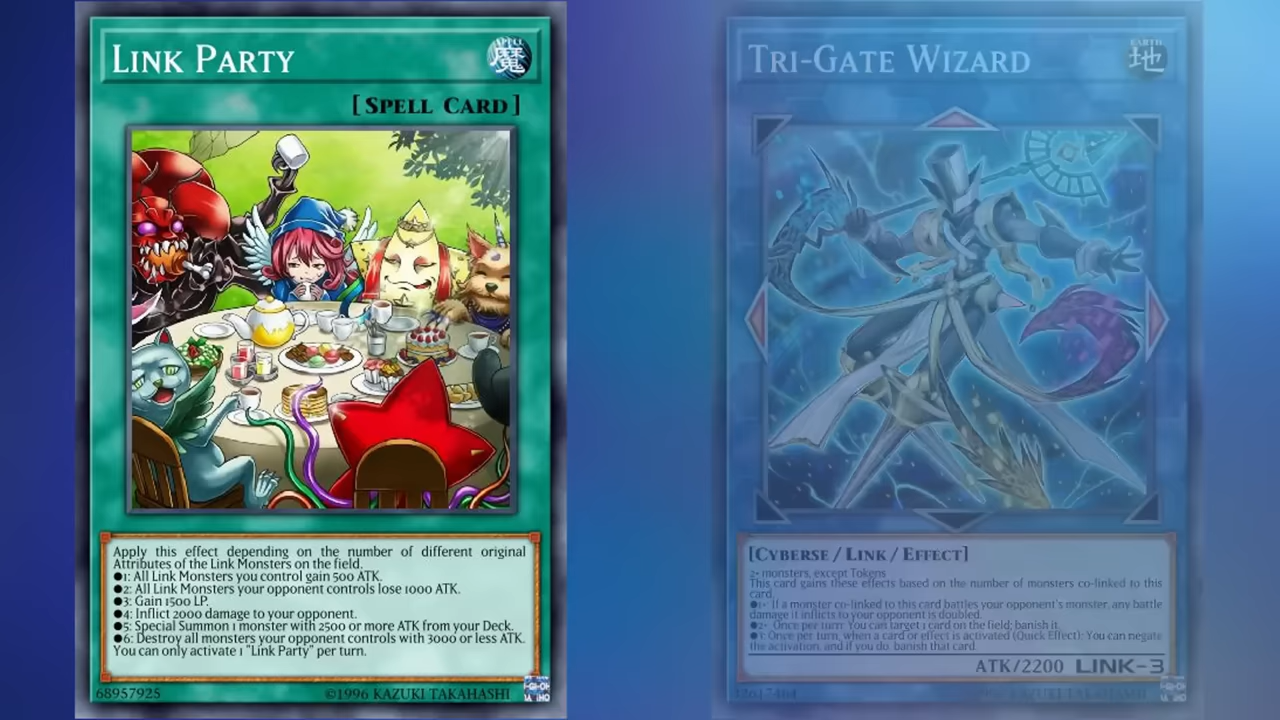 LINK PARTY
SPELL
魔
[SPELL CARD]
Apply this effect depending on the number of different original
Attributes of the Link Monsters on the field.
●1: All Link Monsters you control gain 500 ATK.
●2: All Link Monsters your opponent controls lose 1000 ATK.
●3: Gain 1500 LP.
●4: Inflict 2000 damage to your opponent.
●5: Special Summon 1 monster with 2500 or more ATK from your Deck.
●6: Destroy all monsters your opponent controls with 3000 or less ATK.
You can only activate 1 "Link Party" per turn.
68957925
©1996 KAZUKI TAKAHASHI
TRI-GATE WIZARD
EARTH
地
[CYBERSE / LINK / EFFECT]
2+ monsters, except Tokens
This card gains these effects based on the number of monsters co-linked to this
card.
●1+: If a monster co-linked to this card battles your opponent's monster, any battle
damage it inflicts to your opponent is doubled.
●2+: Once per turn: You can target 1 card on the field; banish it.
●3: Once per turn, when a card or effect is activated (Quick Effect): You can negate
the activation, and if you do, banish that card.
ATK/2200 LINK-3
KAZUKI TAKAHASHI